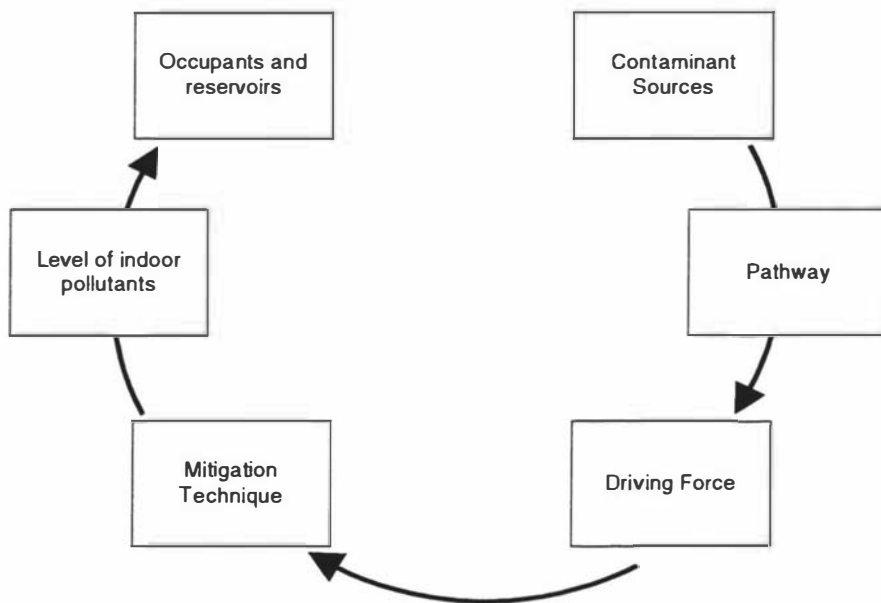 Occupants and
reservoirs
Contaminant
Sources
Level of indoor
pollutants
Pathway
Mitigation
Technique
Driving Force